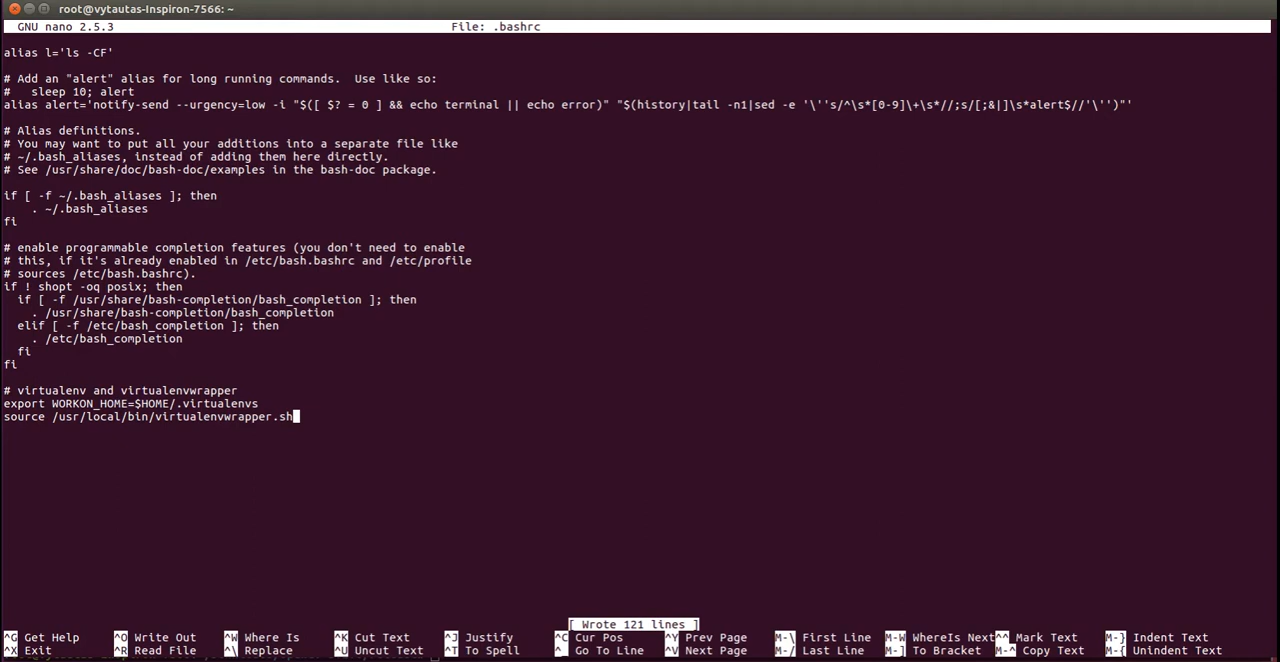 root@vytautas-Inspiron-7566: ~
GNU nano 2.5.3 File: .bashrc
alias l='ls -CF'
# Add an "alert" alias for long running commands.  Use like so:
#   sleep 10; alert
alias alert='notify-send --urgency=low -i "$([ $? = 0 ] && echo terminal || echo error)" "$(history|tail -n1|sed -e '\''s/^\s*[0-9]\+\s*//;s/[;&|]\s*alert$//'\'')"'
# Alias definitions.
# You may want to put all your additions into a separate file like
# ~/.bash_aliases, instead of adding them here directly.
# See /usr/share/doc/bash-doc/examples in the bash-doc package.
if [ -f ~/.bash_aliases ]; then
    . ~/.bash_aliases
fi
# enable programmable completion features (you don't need to enable
# this, if it's already enabled in /etc/bash.bashrc and /etc/profile
# sources /etc/bash.bashrc).
if ! shopt -oq posix; then
  if [ -f /usr/share/bash-completion/bash_completion ]; then
    . /usr/share/bash-completion/bash_completion
  elif [ -f /etc/bash_completion ]; then
    . /etc/bash_completion
  fi
fi
# virtualenv and virtualenvwrapper
export WORKON_HOME=$HOME/.virtualenvs
source /usr/local/bin/virtualenvwrapper.sh
[ Wrote 121 lines ]
^G Get Help ^O Write Out ^W Where Is ^K Cut Text ^J Justify ^C Cur Pos ^Y Prev Page M-\ First Line M-W WhereIs Next ^^ Mark Text M-} Indent Text
^X Exit ^R Read File ^\ Replace ^U Uncut Text ^T To Spell ^_ Go To Line ^V Next Page M-/ Last Line M-] To Bracket M-^ Copy Text M-{ Unindent Text